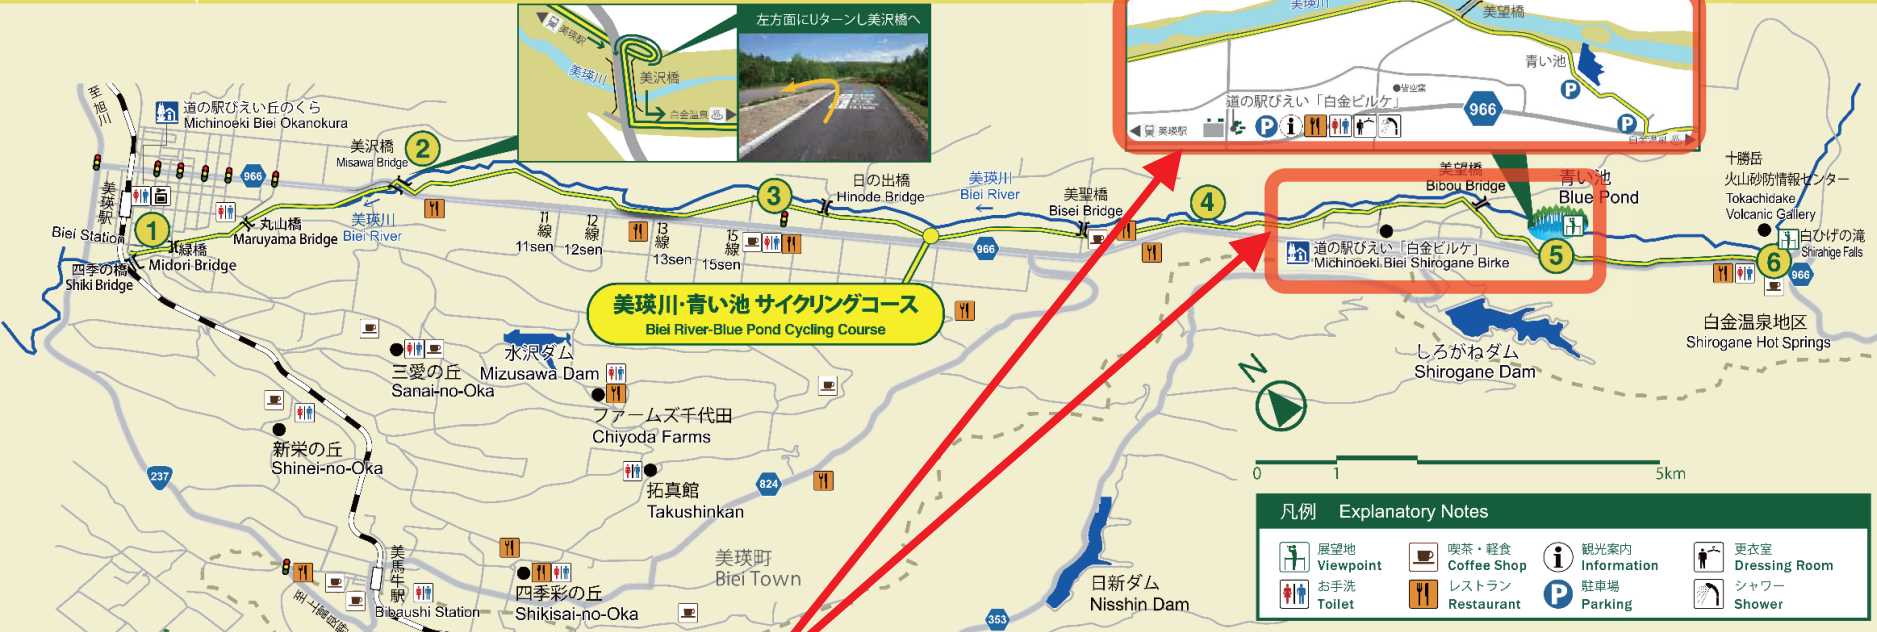 左方面にUターンし美沢橋へ
美瑛駅
美瑛川
美沢橋
白金温泉
美瑛川
美望橋
青い池
P
道の駅びえい「白金ビルケ」
966
美瑛駅
P
i
P
白金温泉
至旭川
道の駅びえい丘のくら
Michinoeki Biei Okanokura
美沢橋
Misawa Bridge
2
966
美瑛駅
Biei Station
1
丸山橋
Maruyama Bridge
緑橋
Midori Bridge
四季の橋
Shiki Bridge
美瑛川
Biei River
11線
11sen
12線
12sen
13線
13sen
15線
15sen
3
日の出橋
Hinode Bridge
美瑛川
Biei River
966
美聖橋
Bisei Bridge
4
美望橋
Bibou Bridge
青い池
Blue Pond
道の駅びえい「白金ビルケ」
Michinoeki Biei Shirogane Birke
5
十勝岳
火山砂防情報センター
Tokachidake
Volcanic Gallery
白ひげの滝
Shirahige Falls
6
966
白金温泉地区
Shirogane Hot Springs
美瑛川・青い池 サイクリングコース
Biei River-Blue Pond Cycling Course
しろがねダム
Shirogane Dam
水沢ダム
Mizusawa Dam
三愛の丘
Sanai-no-Oka
ファームズ千代田
Chiyoda Farms
新栄の丘
Shinei-no-Oka
237
拓真館
Takushinkan
824
美瑛町
Biei Town
四季彩の丘
Shikisai-no-Oka
美馬牛駅
Bibaushi Station
日新ダム
Nisshin Dam
353
N
0 1 5km
凡例 Explanatory Notes
展望地
Viewpoint
喫茶・軽食
Coffee Shop
i
観光案内
Information
更衣室
Dressing Room
お手洗
Toilet
レストラン
Restaurant
P
駐車場
Parking
シャワー
Shower